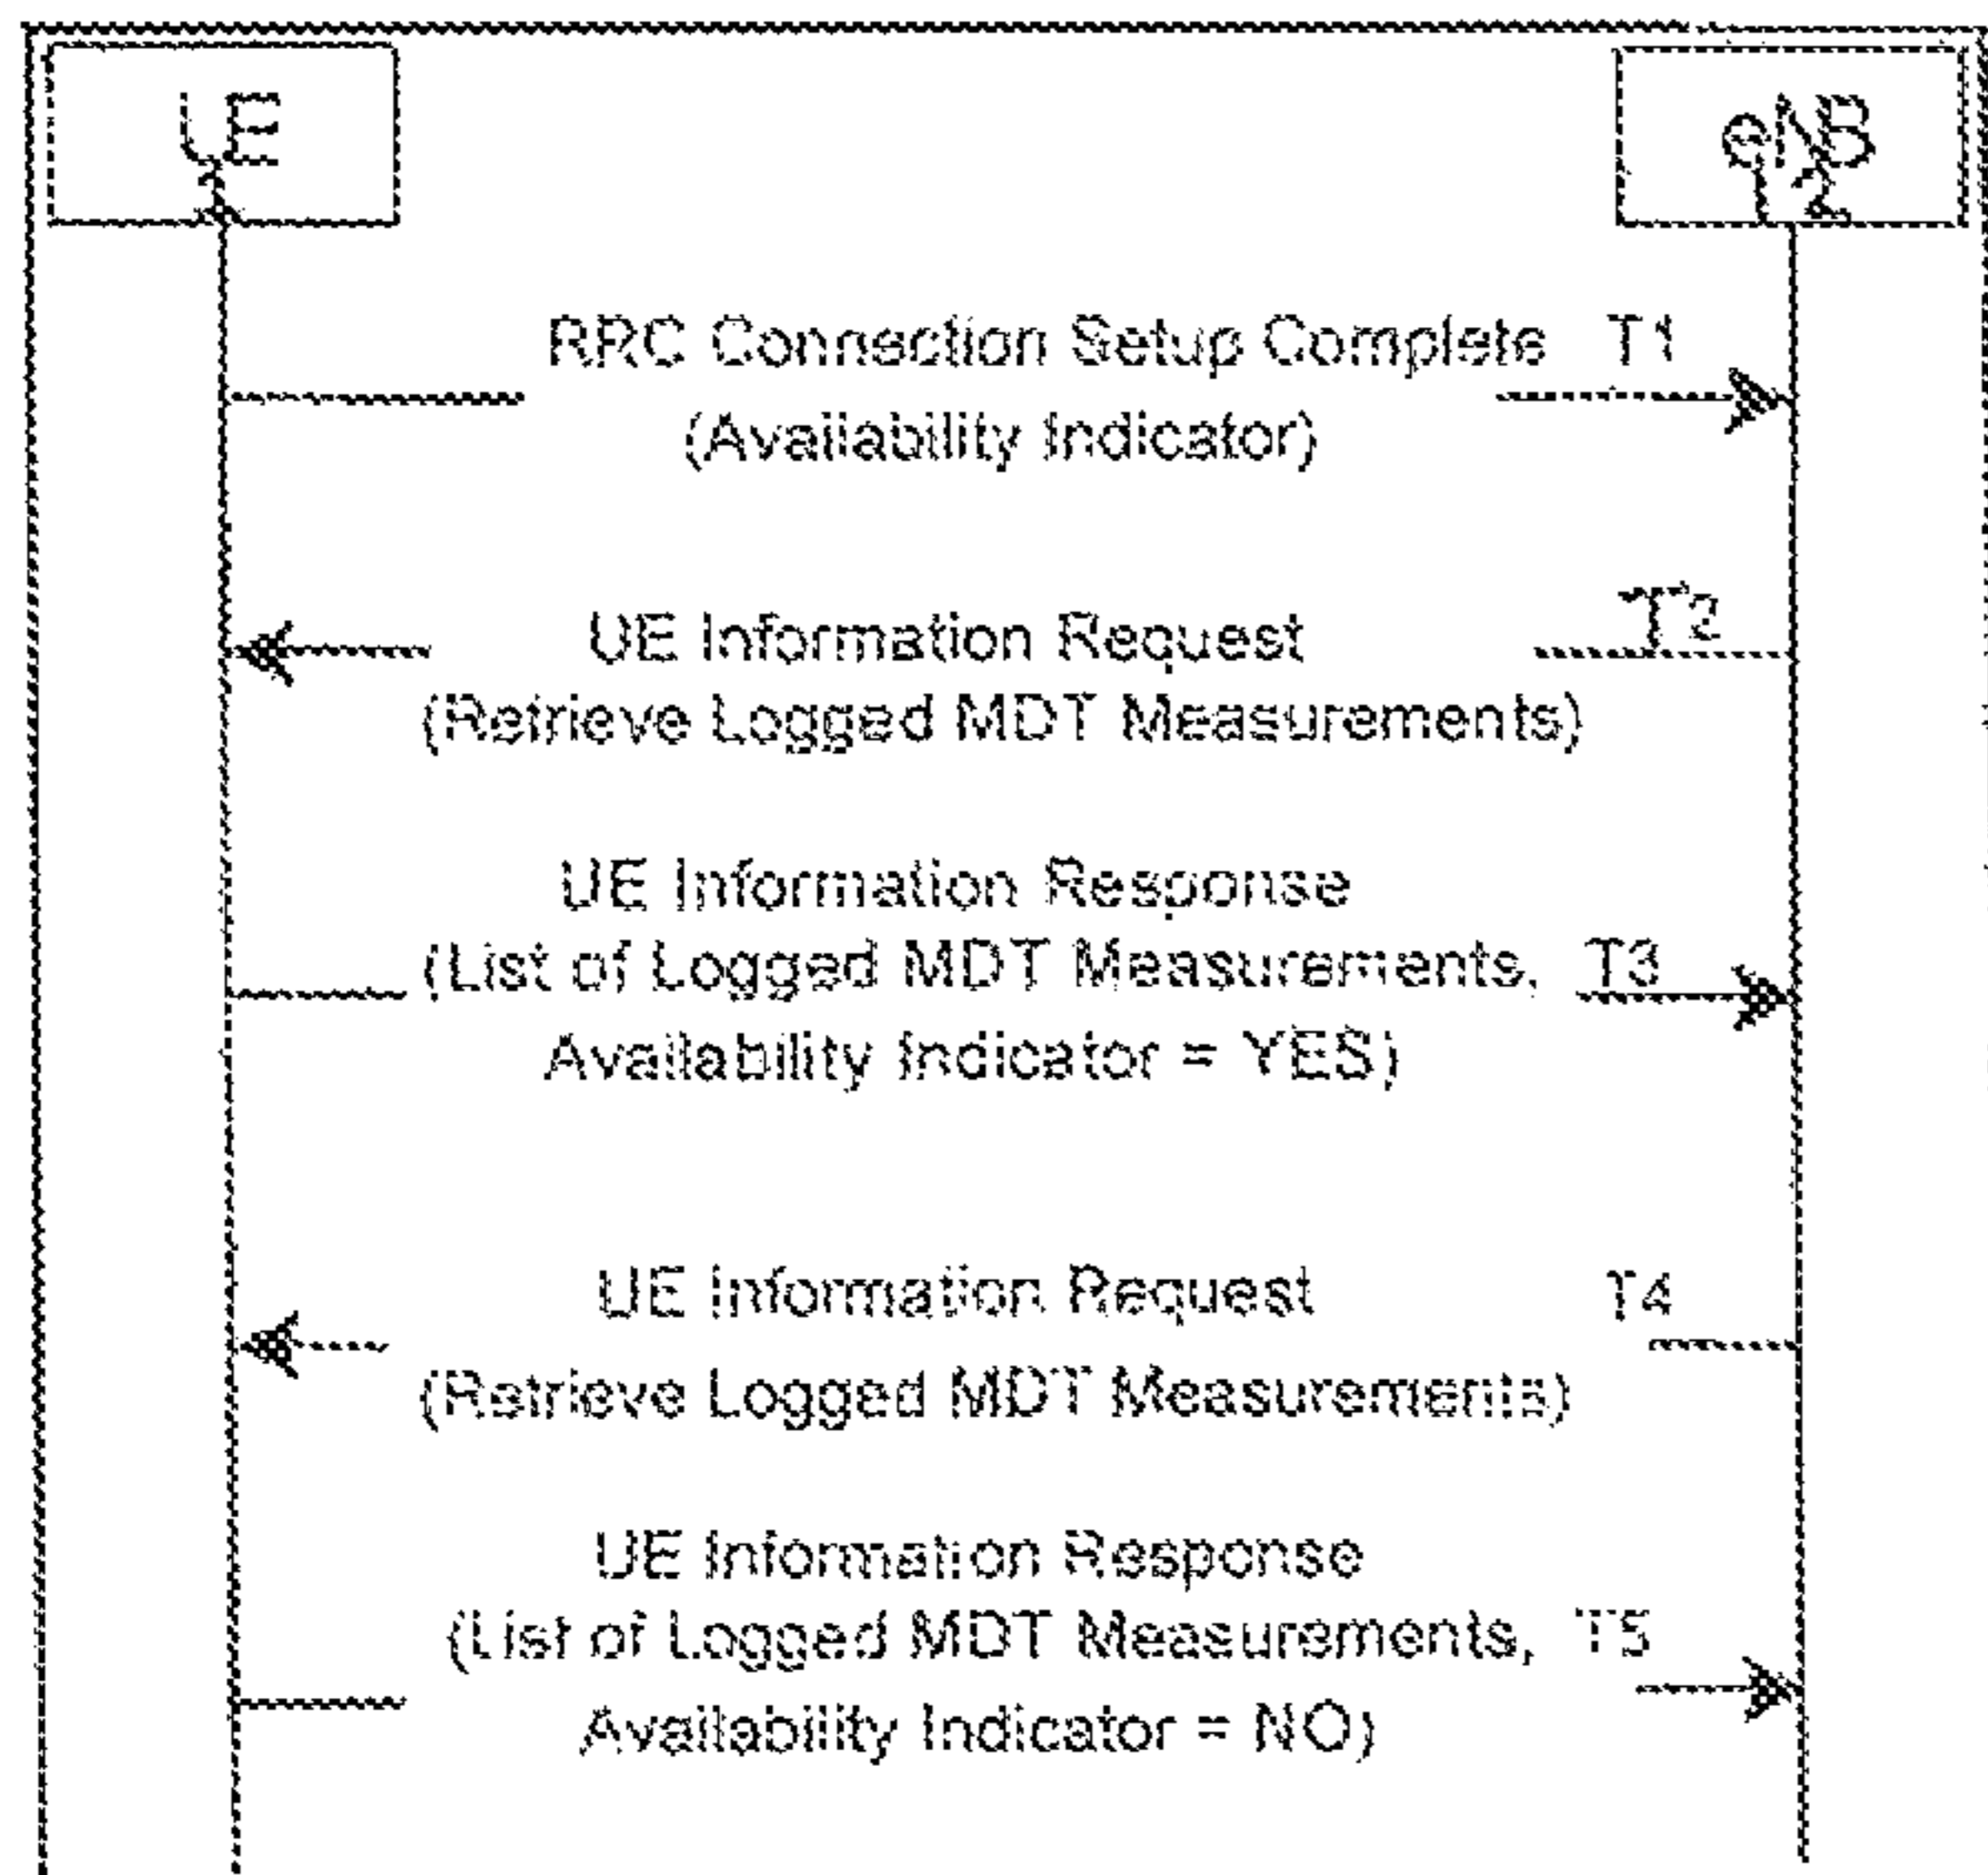 UE
eNB
12
RRC Connection Setup Complete T1
(Availability Indicator)
T2
UE Information Request
(Retrieve Logged MDT Measurements)
UE Information Response
(List of Logged MDT Measurements, T3
Availability Indicator = YES)
UE Information Request T4
(Retrieve Logged MDT Measurements)
UE Information Response
(List of Logged MDT Measurements, T5
Availability Indicator = NO)